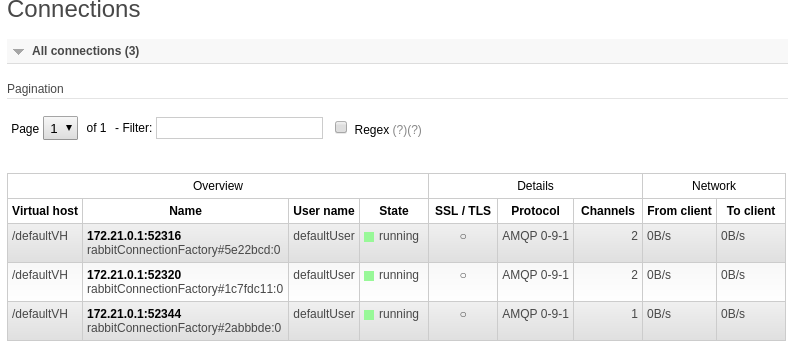 Connections
All connections (3)
Pagination
Page 1 of 1 - Filter: Regex (?)(?)
Overview Details Network
Virtual host Name User name State SSL / TLS Protocol Channels From client To client
/defaultVH 172.21.0.1:52316 defaultUser running ○ AMQP 0-9-1 2 0B/s 0B/s
rabbitConnectionFactory#5e22bcd:0
/defaultVH 172.21.0.1:52320 defaultUser running ○ AMQP 0-9-1 2 0B/s 0B/s
rabbitConnectionFactory#1c7fdc11:0
/defaultVH 172.21.0.1:52344 defaultUser running ○ AMQP 0-9-1 1 0B/s 0B/s
rabbitConnectionFactory#2abbbde:0